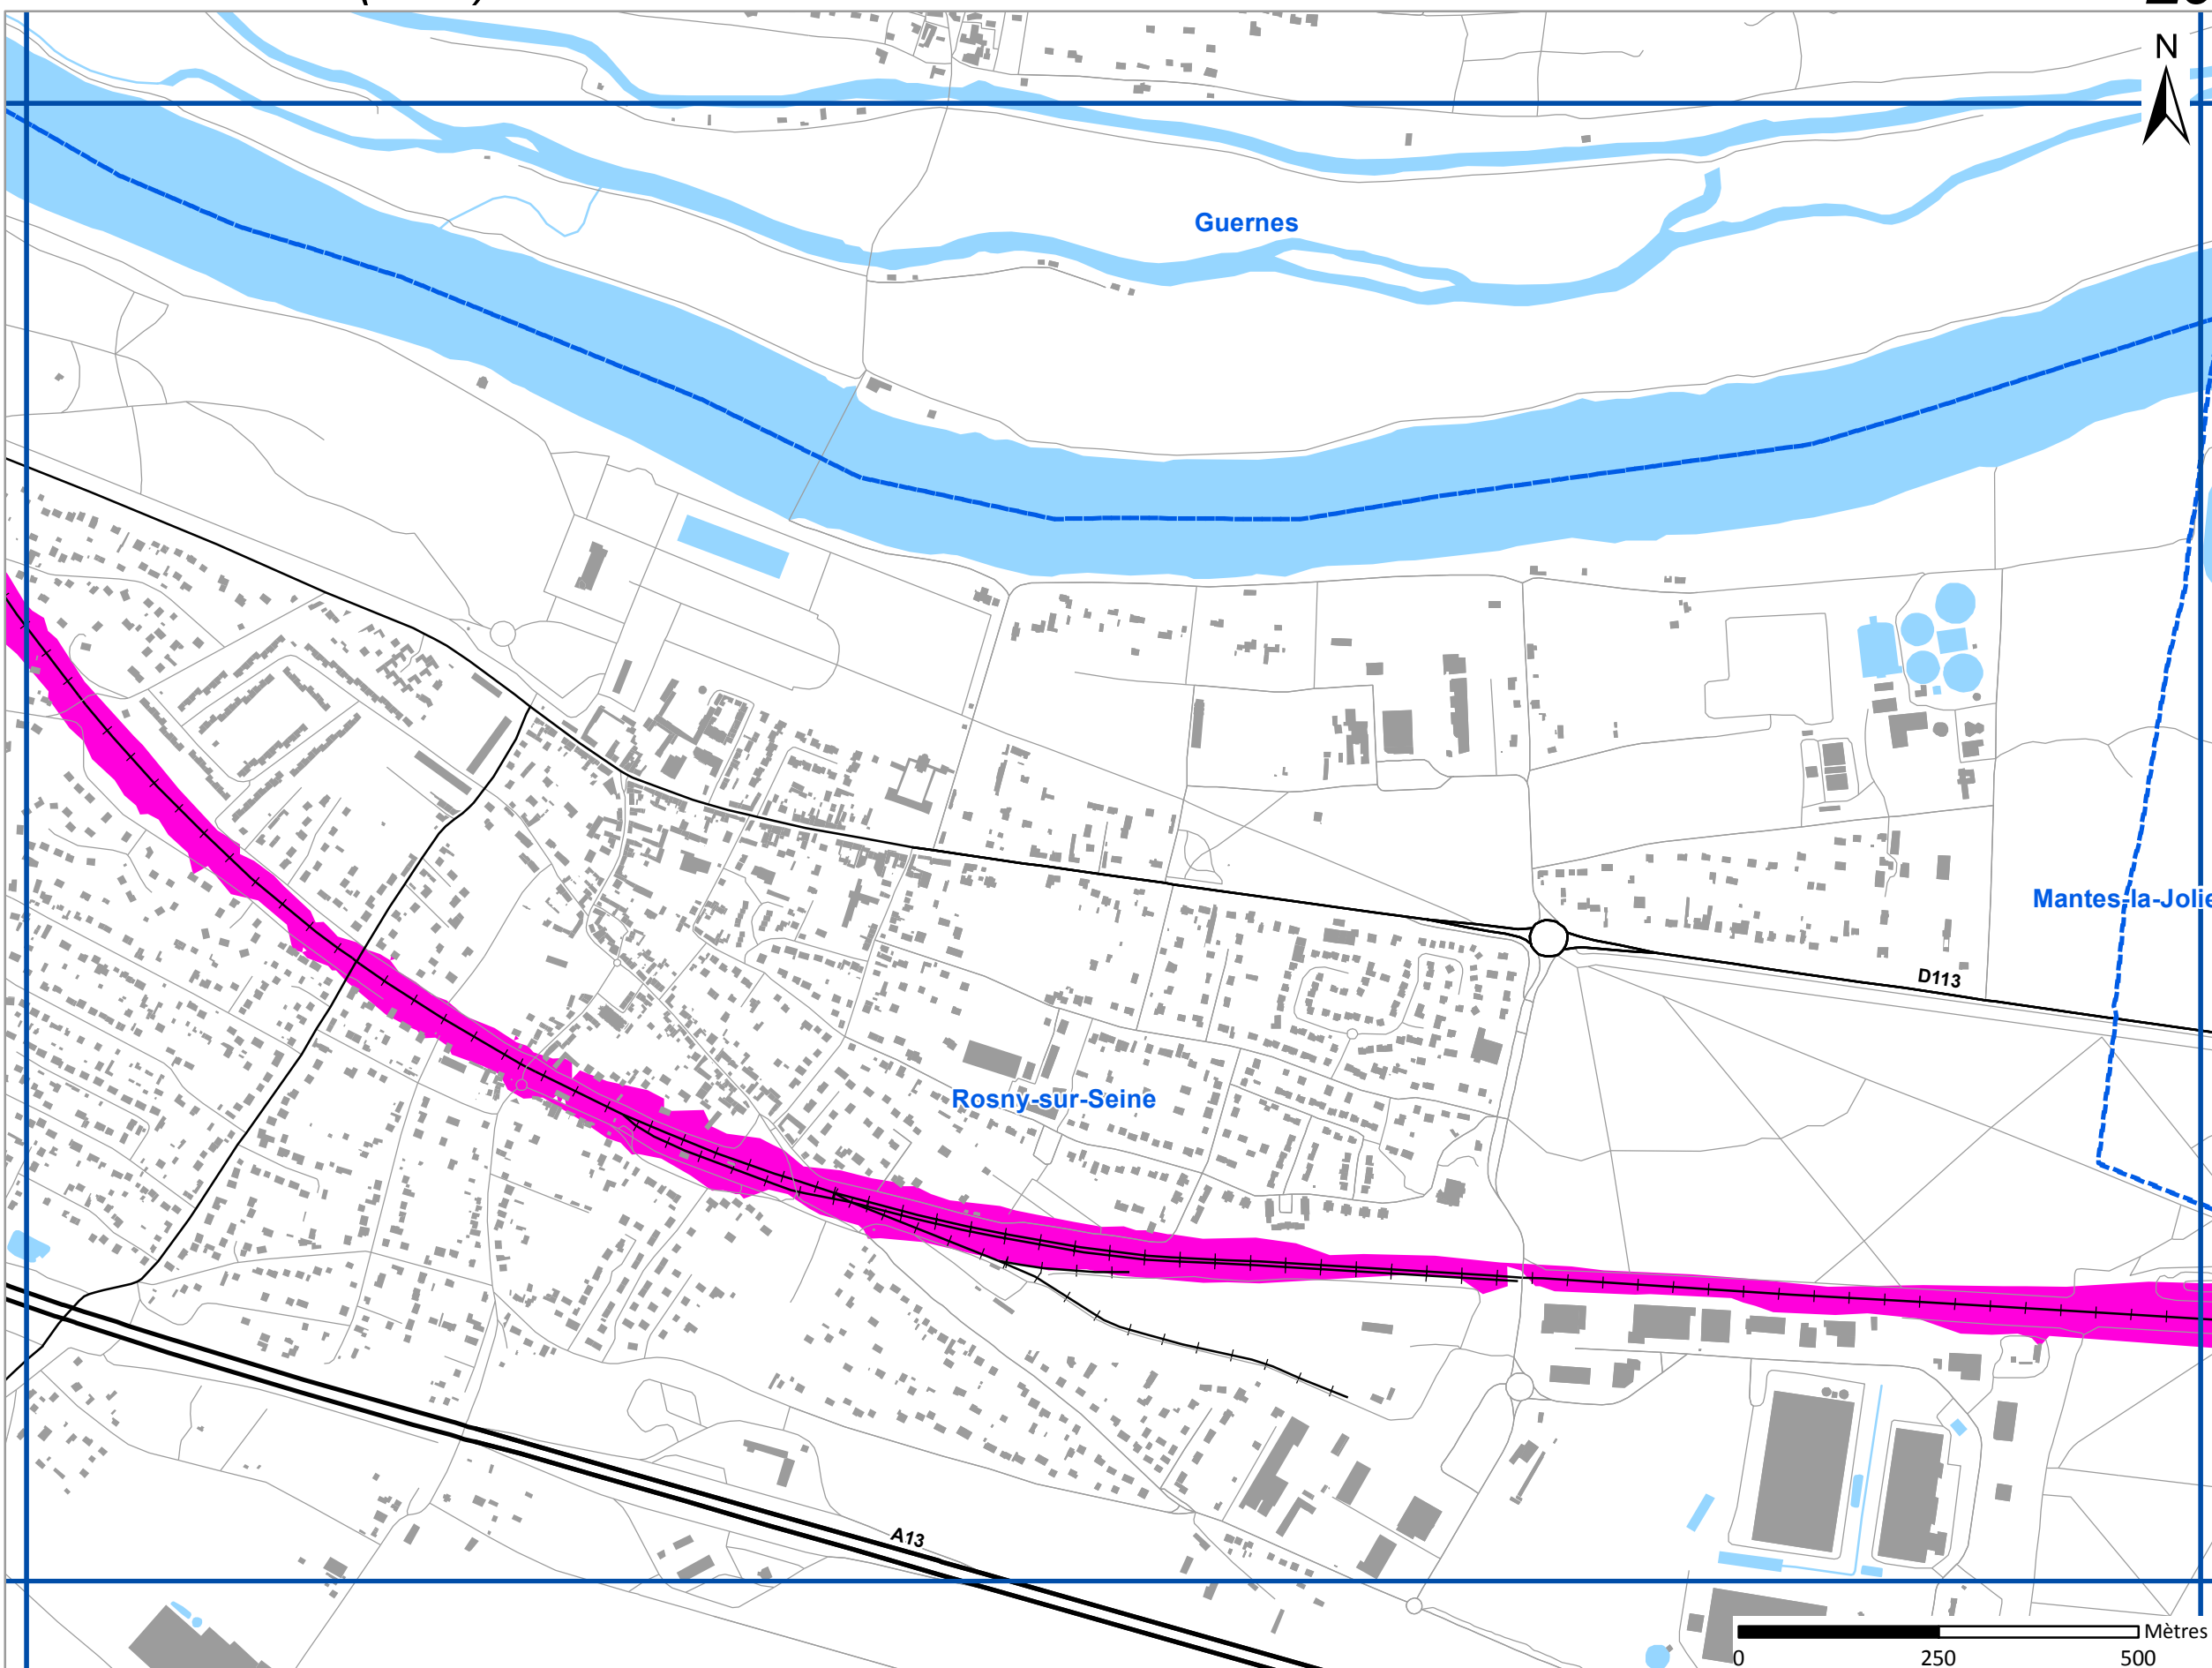 N
Guernes
Mantes-la-Jolie
D113
Rosny-sur-Seine
A13
Mètres
0 250 500